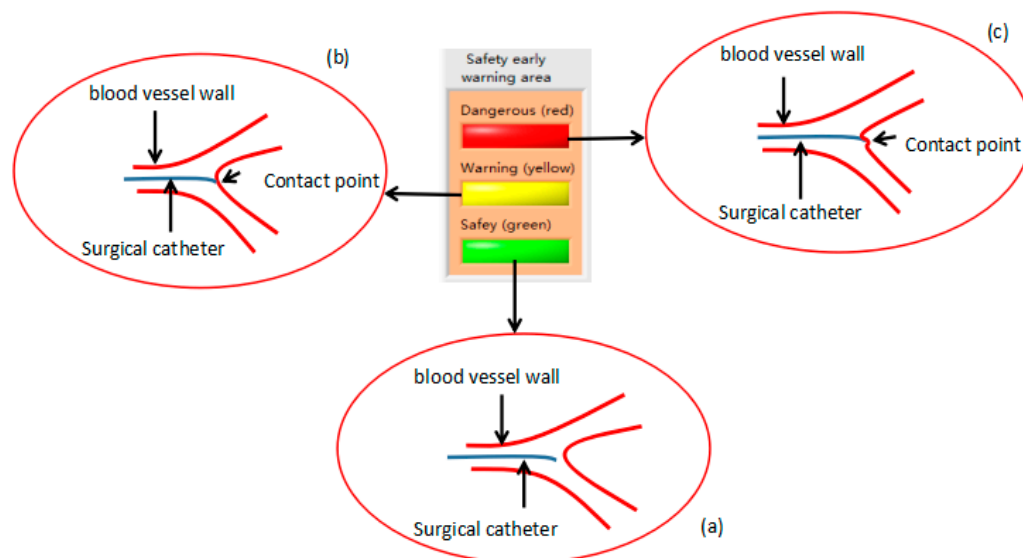 (b)
blood vessel wall
Contact point
Surgical catheter
Safety early
warning area
Dangerous (red)
Warning (yellow)
Safey (green)
(c)
blood vessel wall
Contact point
Surgical catheter
blood vessel wall
Surgical catheter
(a)